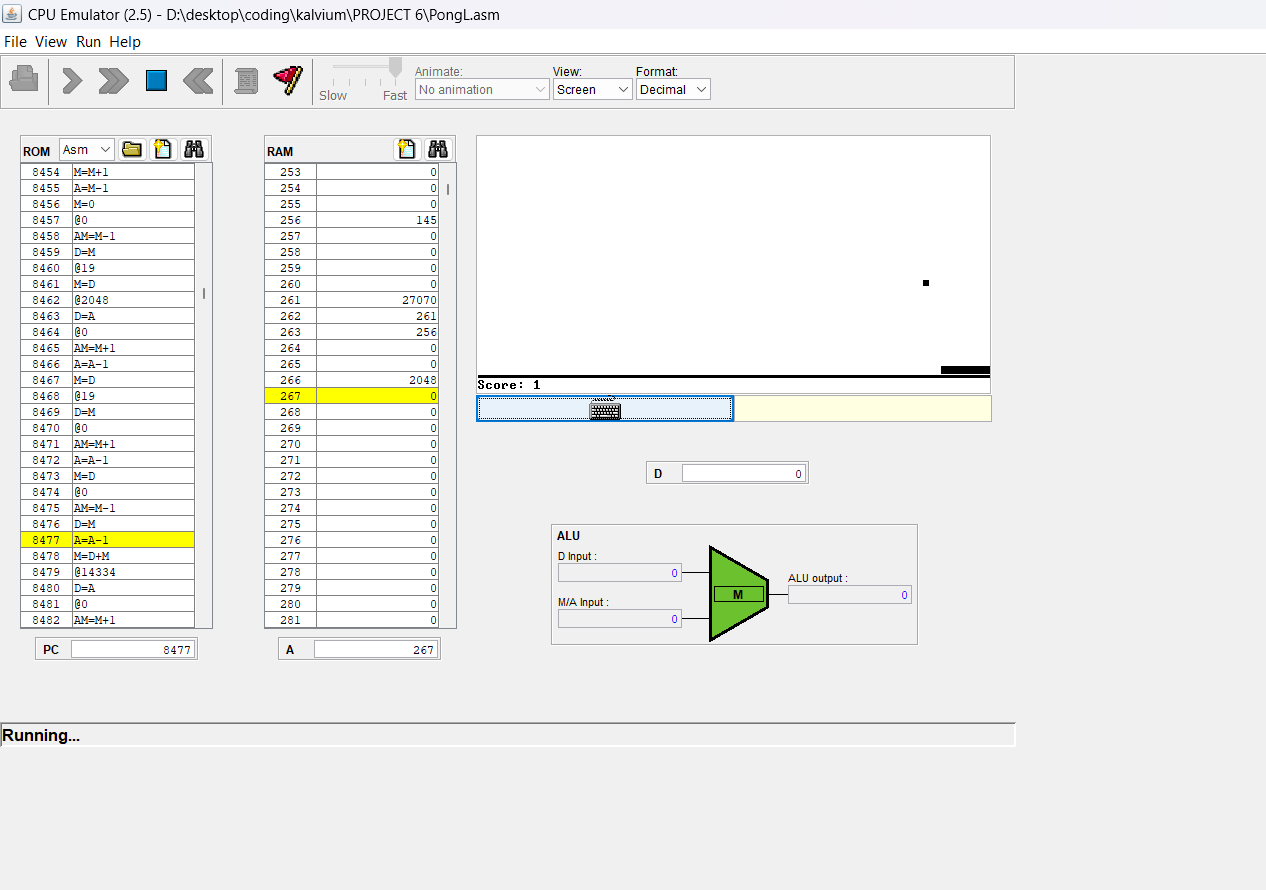 CPU Emulator (2.5) - D:\desktop\coding\kalvium\PROJECT 6\PongL.asm
File View Run Help
Slow Fast
Animate: View: Format:
No animation Screen Decimal
ROM Asm
8454 M=M+1
8455 A=M-1
8456 M=0
8457 @0
8458 AM=M-1
8459 D=M
8460 @19
8461 M=D
8462 @2048
8463 D=A
8464 @0
8465 AM=M+1
8466 A=A-1
8467 M=D
8468 @19
8469 D=M
8470 @0
8471 AM=M+1
8472 A=A-1
8473 M=D
8474 @0
8475 AM=M-1
8476 D=M
8477 A=A-1
8478 M=D+M
8479 @14334
8480 D=A
8481 @0
8482 AM=M+1
PC 8477
RAM
253 0
254 0
255 0
256 145
257 0
258 0
259 0
260 0
261 27070
262 261
263 256
264 0
265 0
266 2048
267 0
268 0
269 0
270 0
271 0
272 0
273 0
274 0
275 0
276 0
277 0
278 0
279 0
280 0
281 0
A 267
Score: 1
D 0
ALU
D Input :
0
M/A Input :
0
M
ALU output :
0
Running...